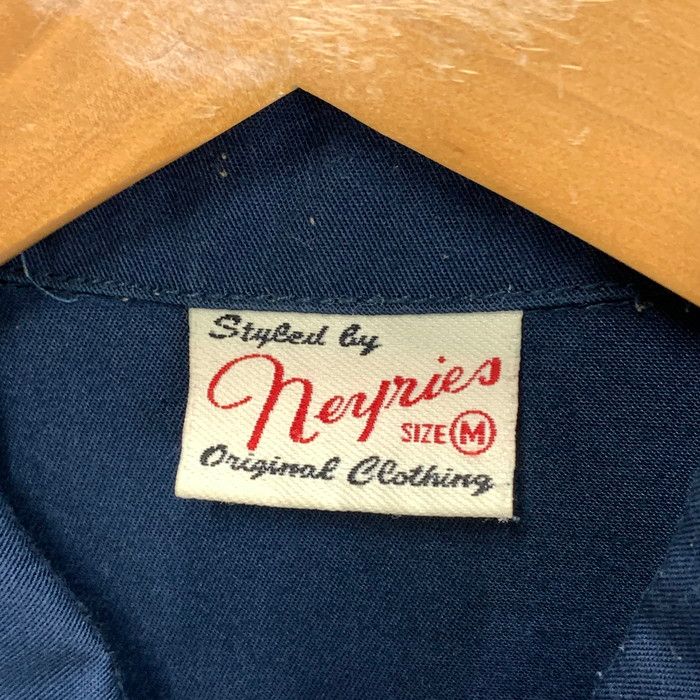 Styled by
Neyries
SIZE M
Original Clothing